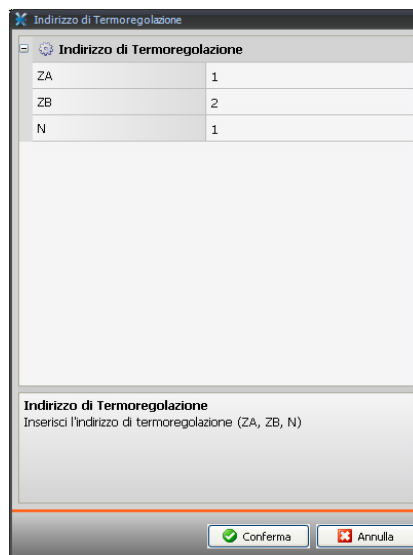 Indirizzo di Termoregolazione
Indirizzo di Termoregolazione
ZA 1
ZB 2
N 1
Indirizzo di Termoregolazione
Inserisci l'indirizzo di termoregolazione (ZA, ZB, N)
Conferma Annulla